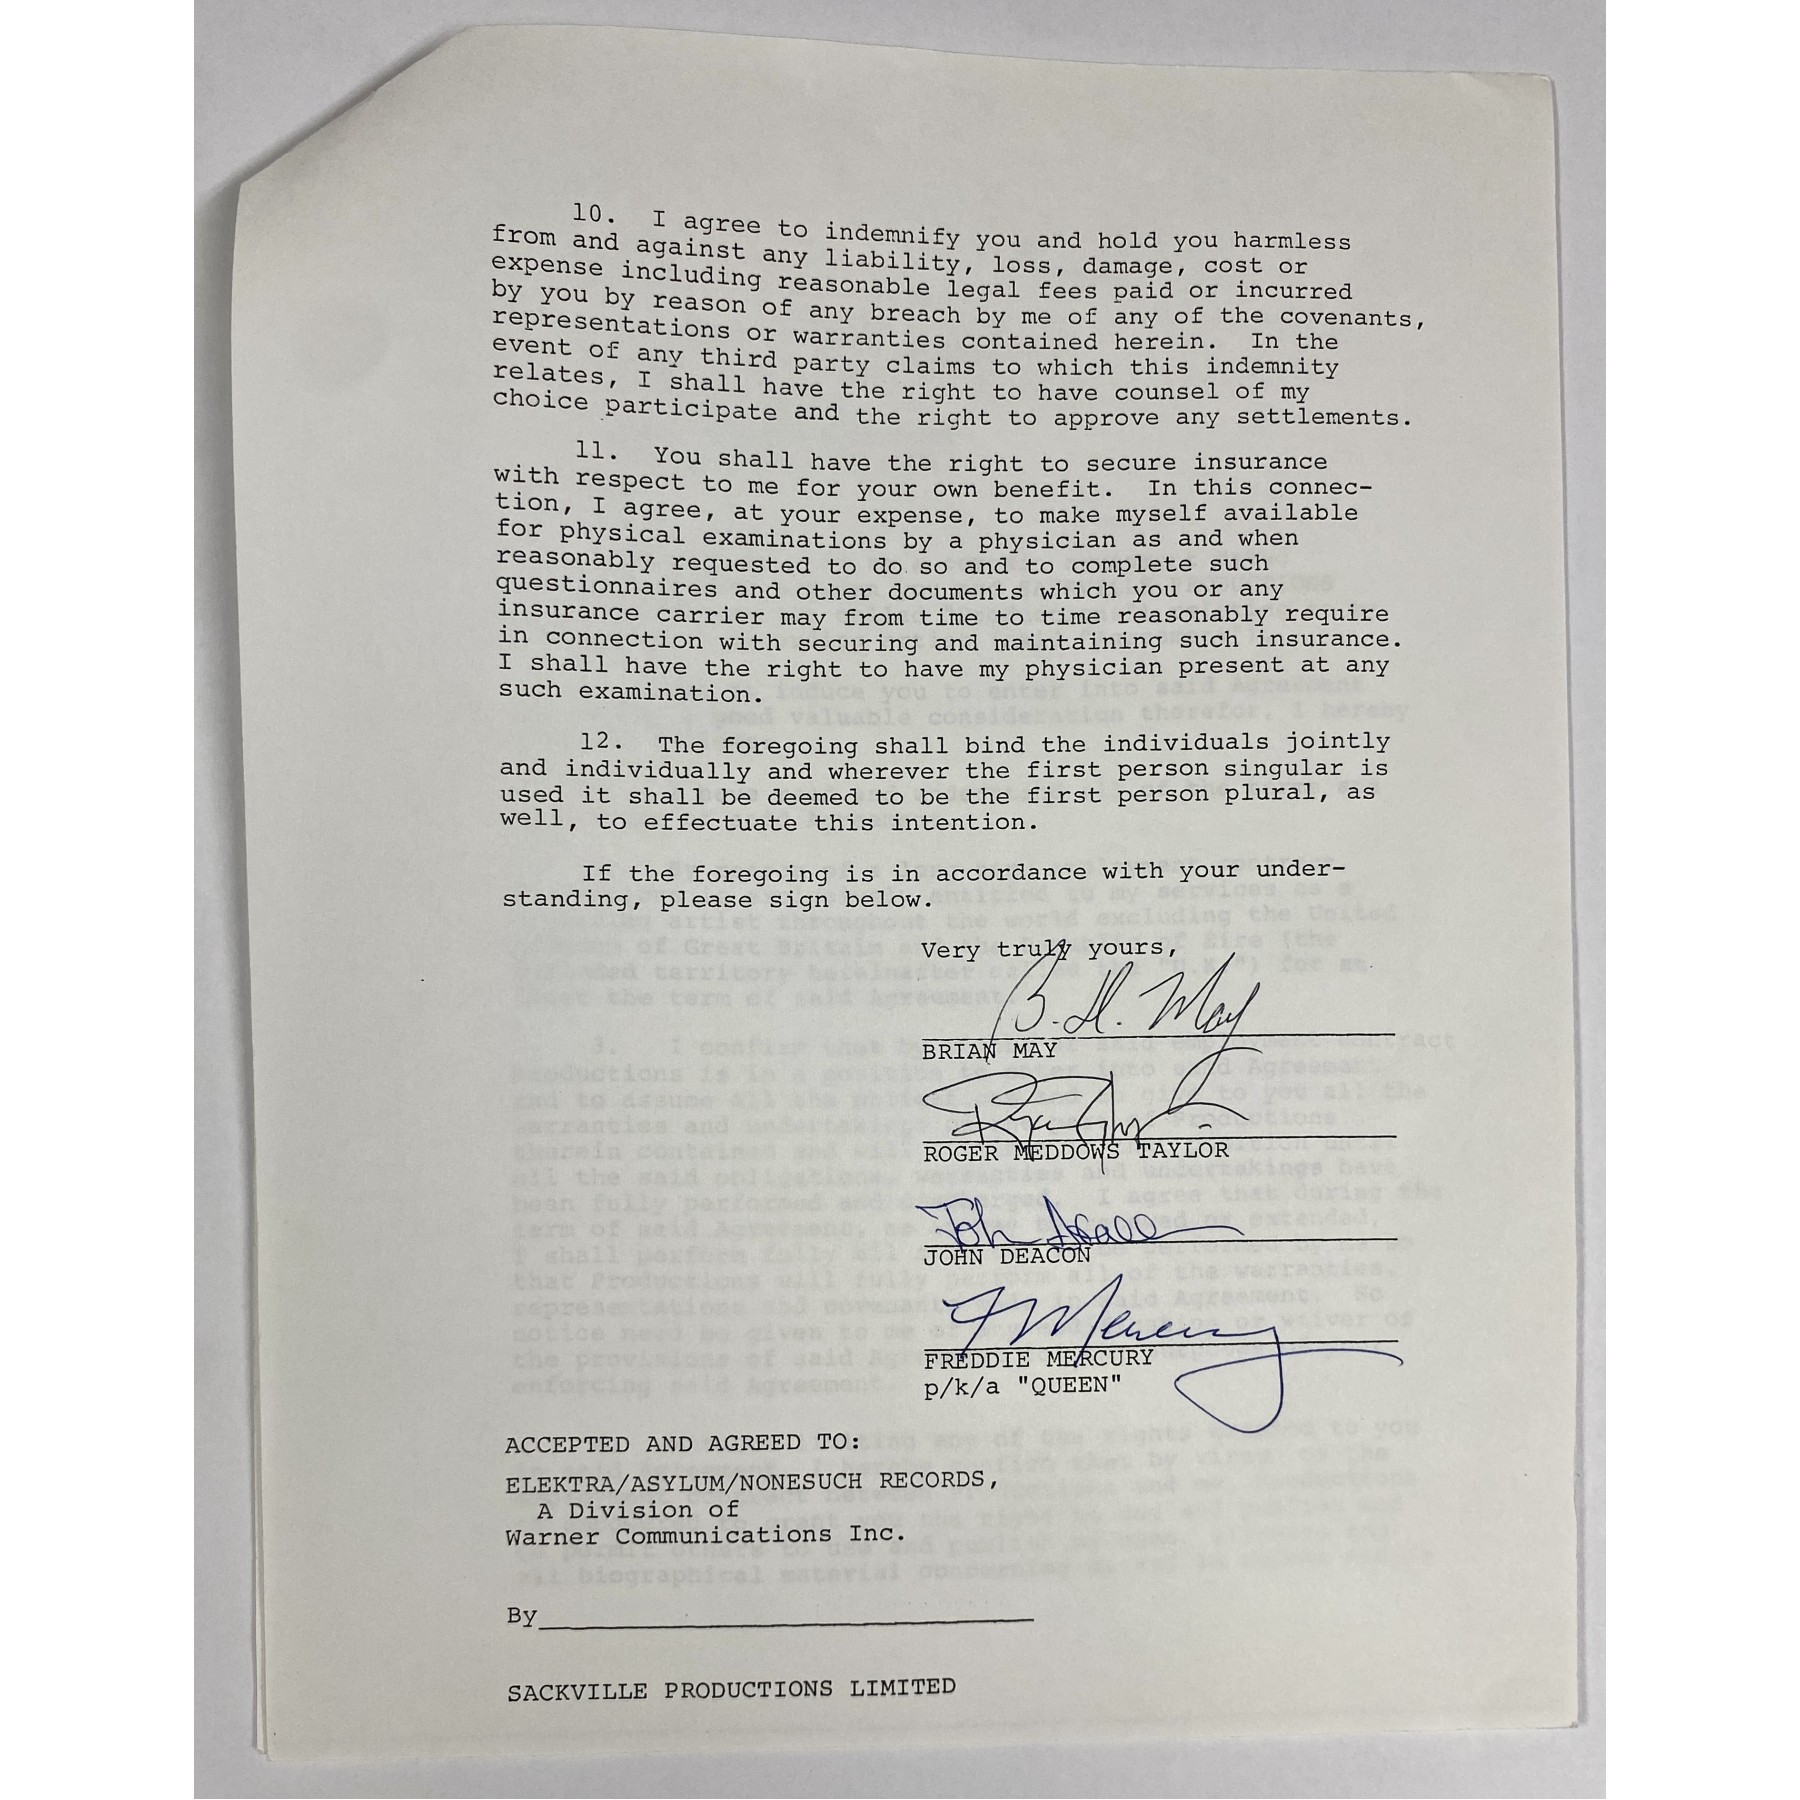 10. I agree to indemnify you and hold you harmless
from and against any liability, loss, damage, cost or
expense including reasonable legal fees paid or incurred
by you by reason of any breach by me of any of the covenants,
representations or warranties contained herein. In the
event of any third party claims to which this indemnity
relates, I shall have the right to have counsel of my
choice participate and the right to approve any settlements.
11. You shall have the right to secure insurance
with respect to me for your own benefit. In this connec-
tion, I agree, at your expense, to make myself available
for physical examinations by a physician as and when
reasonably requested to do so and to complete such
questionnaires and other documents which you or any
insurance carrier may from time to time reasonably require
in connection with securing and maintaining such insurance.
I shall have the right to have my physician present at any
such examination.
12. The foregoing shall bind the individuals jointly
and individually and wherever the first person singular is
used it shall be deemed to be the first person plural, as
well, to effectuate this intention.
If the foregoing is in accordance with your under-
standing, please sign below.
Very truly yours,
B. H. May
BRIAN MAY
ROGER MEDDOWS TAYLOR
John Deacon
JOHN DEACON
F Mercury
FREDDIE MERCURY
p/k/a "QUEEN"
ACCEPTED AND AGREED TO:
ELEKTRA/ASYLUM/NONESUCH RECORDS,
A Division of
Warner Communications Inc.
By
SACKVILLE PRODUCTIONS LIMITED